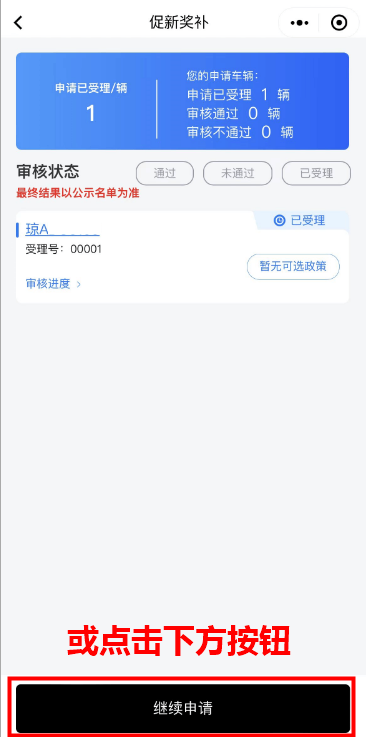 促新奖补
申请已受理/辆
1
您的申请车辆：
申请已受理 1 辆
审核通过 0 辆
审核不通过 0 辆
审核状态
通过
未通过
已受理
最终结果以公示名单为准
已受理
琼A_ _ _ _ _ _
受理号：00001
暂无可选政策
审核进度 >
或点击下方按钮
继续申请